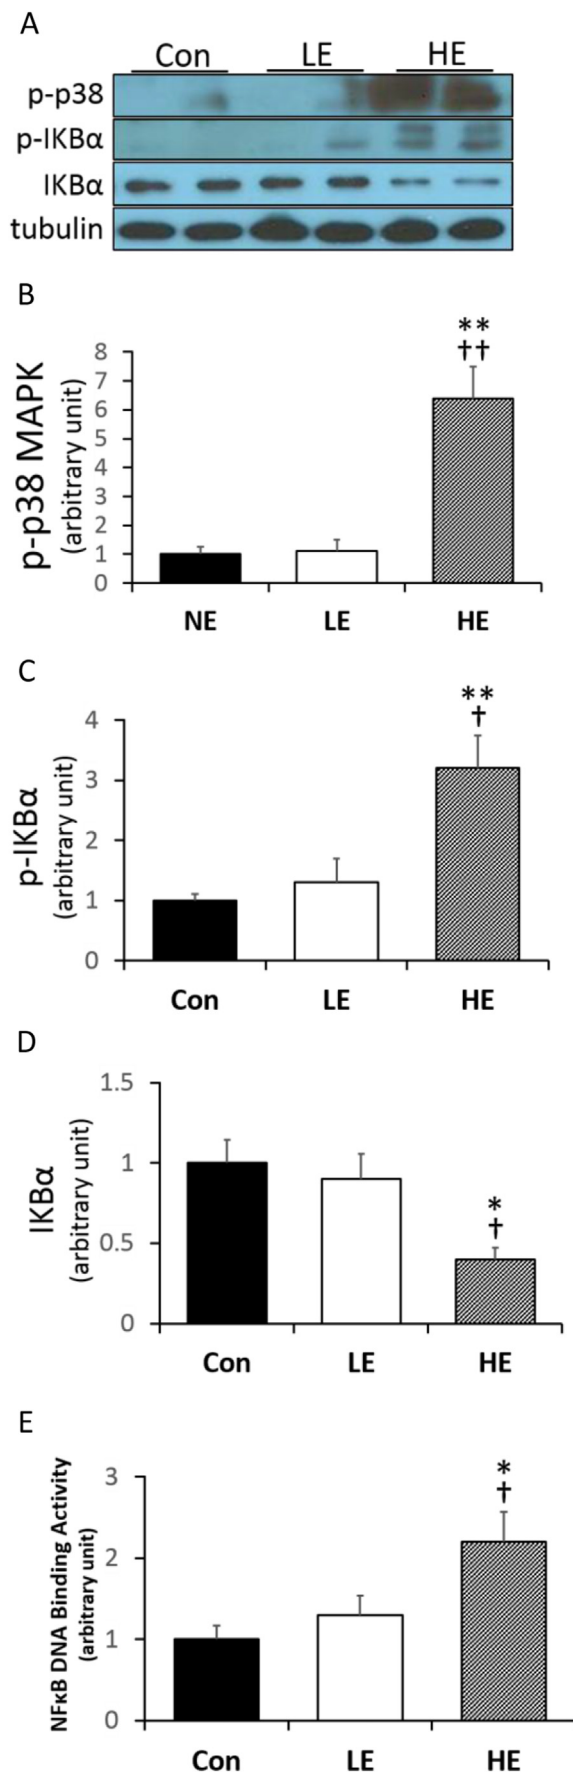 A
Con LE HE
p-p38
p-IKBα
IKBα
tubulin
B
p-p38 MAPK
(arbitrary unit)
8
7
6
5
4
3
2
1
0
**
††
NE LE HE
C
p-IKBα
(arbitrary unit)
4
3
2
1
0
**
†
Con LE HE
D
IKBα
(arbitrary unit)
1.5
1
0.5
0
*
†
Con LE HE
E
NFκB DNA Binding Activity
(arbitrary unit)
3
2
1
0
*
†
Con LE HE